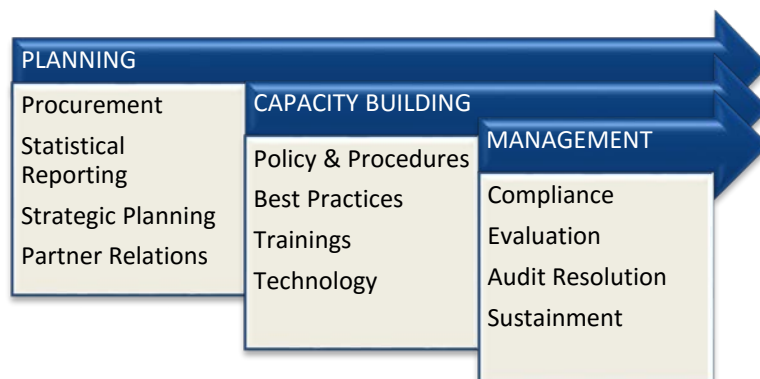 PLANNING
Procurement
Statistical
Reporting
Strategic Planning
Partner Relations
CAPACITY BUILDING
Policy & Procedures
Best Practices
Trainings
Technology
MANAGEMENT
Compliance
Evaluation
Audit Resolution
Sustainment